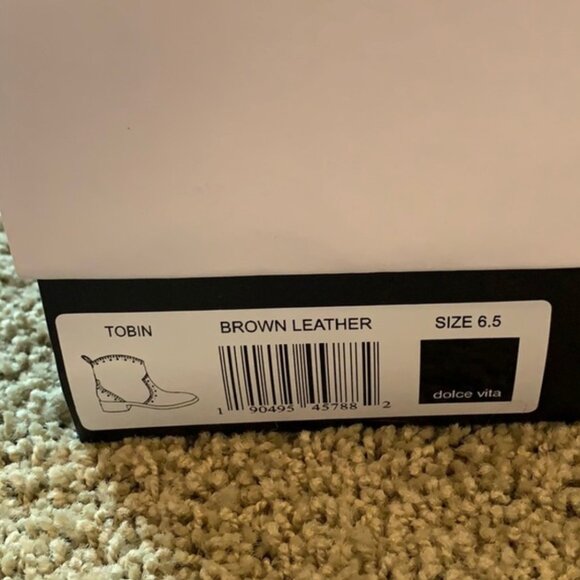 TOBIN
BROWN LEATHER
SIZE 6.5
1 90495 45788 2
dolce vita